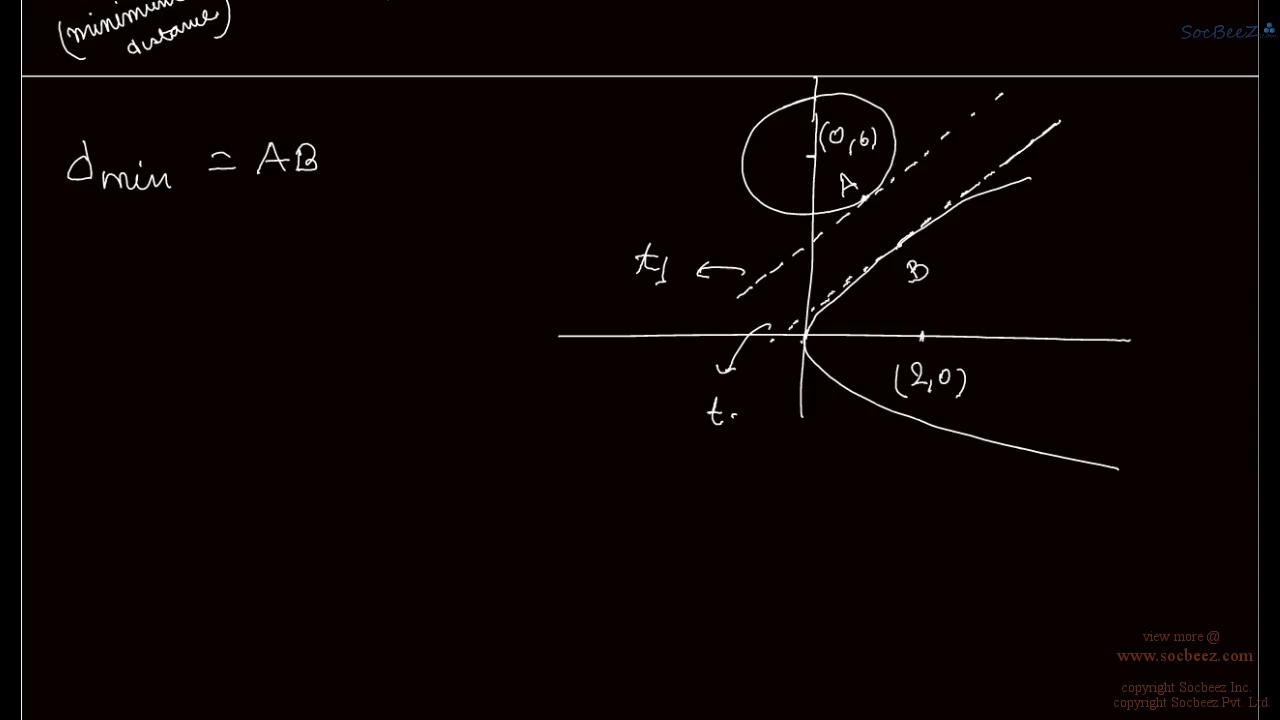 (minimum
distance)
SocBeeZ
dmin = AB
(0,6)
A
t1
B
(2,0)
t.
view more @
www.socbeez.com
copyright Socbeez Inc.
copyright Socbeez Pvt. Ltd.